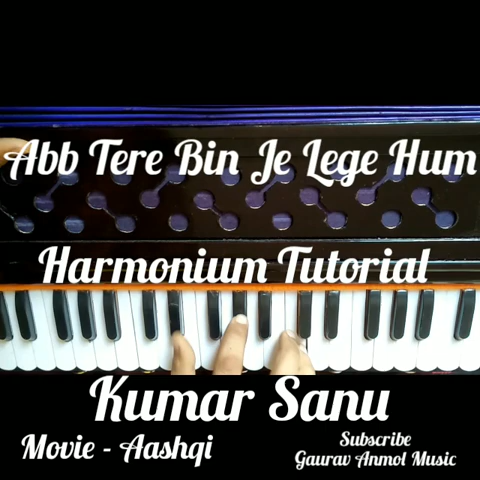 Abb Tere Bin Je Lege Hum
Harmonium Tutorial
Kumar Sanu
Movie - Aashqi
Subscribe
Gaurav Anmol Music